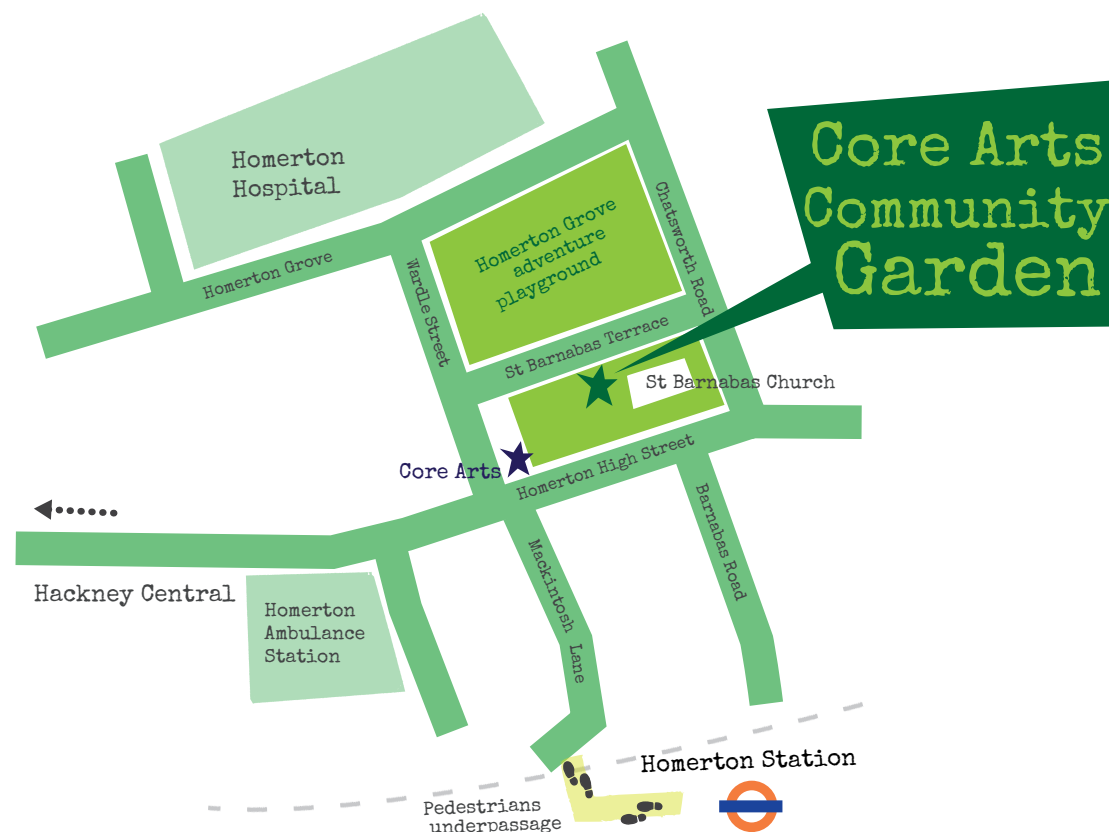 Homerton
Hospital
Core Arts
Community
Garden
Homerton Grove
adventure
playground
Chatsworth Road
Homerton Grove
Wardle Street
St Barnabas Terrace
St Barnabas Church
Core Arts
Homerton High Street
Barnabas Road
Mackintosh Lane
Hackney Central
Homerton
Ambulance
Station
Homerton Station
Pedestrians
underpassage